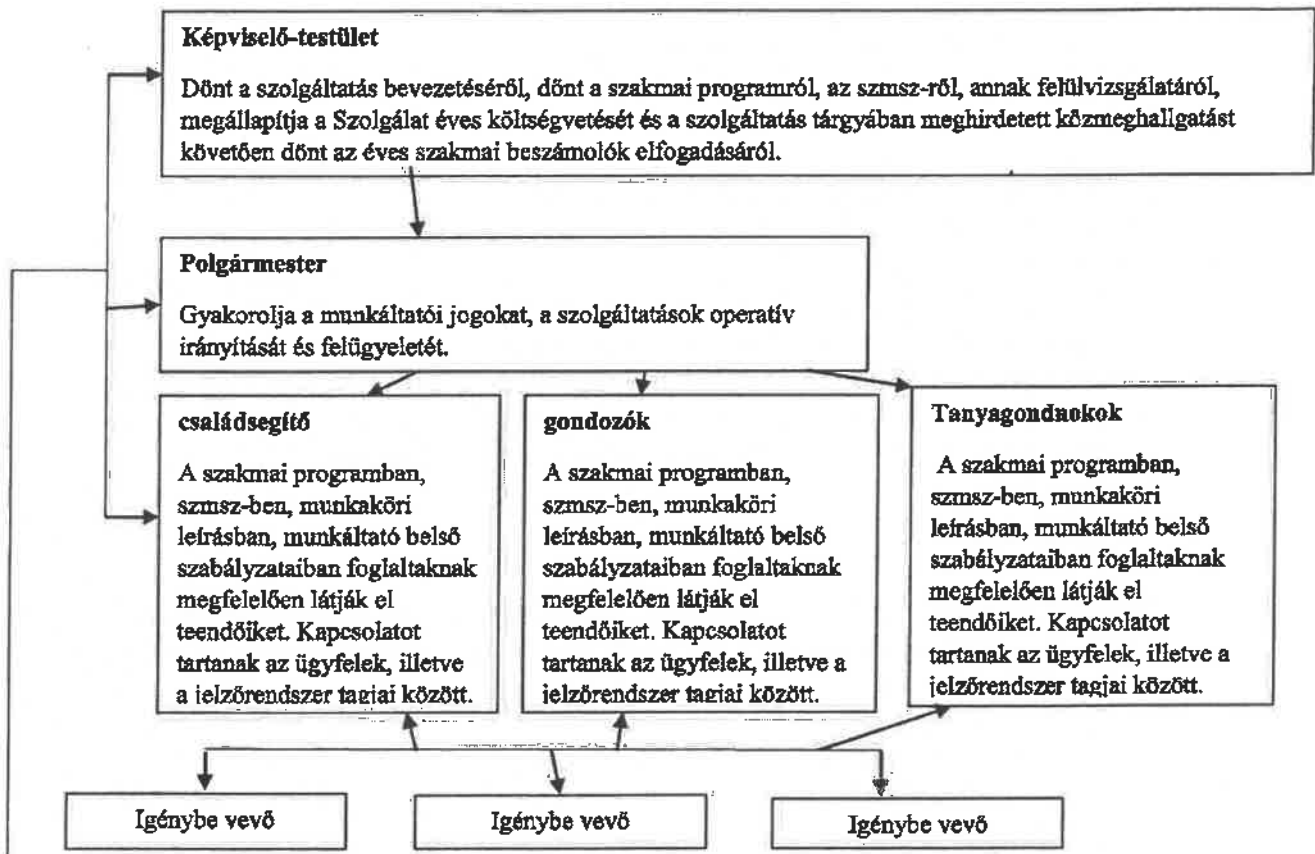 Képviselő-testület
Dönt a szolgáltatás bevezetéséről, dönt a szakmai programról, az szmsz-ről, annak felülvizsgálatáról,
megállapítja a Szolgálat éves költségvetését és a szolgáltatás tárgyában meghirdetett közmeghallgatást
követően dönt az éves szakmai beszámolók elfogadásáról.
Polgármester
Gyakorolja a munkáltatói jogokat, a szolgáltatások operatív
irányítását és felügyeletét.
családsegítő
A szakmai programban,
szmsz-ben, munkaköri
leírásban, munkáltató belső
szabályzataiban foglaltaknak
megfelelően látják el
teendőiket. Kapcsolatot
tartanak az ügyfelek, illetve
a jelzőrendszer tagjai között.
gondozók
A szakmai programban,
szmsz-ben, munkaköri
leírásban, munkáltató belső
szabályzataiban foglaltaknak
megfelelően látják el
teendőiket. Kapcsolatot
tartanak az ügyfelek, illetve a
jelzőrendszer tagjai között.
Tanyagondnokok
A szakmai programban,
szmsz-ben, munkaköri
leírásban, munkáltató belső
szabályzataiban foglaltaknak
megfelelően látják el
teendőiket. Kapcsolatot
tartanak az ügyfelek, illetve a
jelzőrendszer tagjai között.
Igénybe vevő
Igénybe vevő
Igénybe vevő